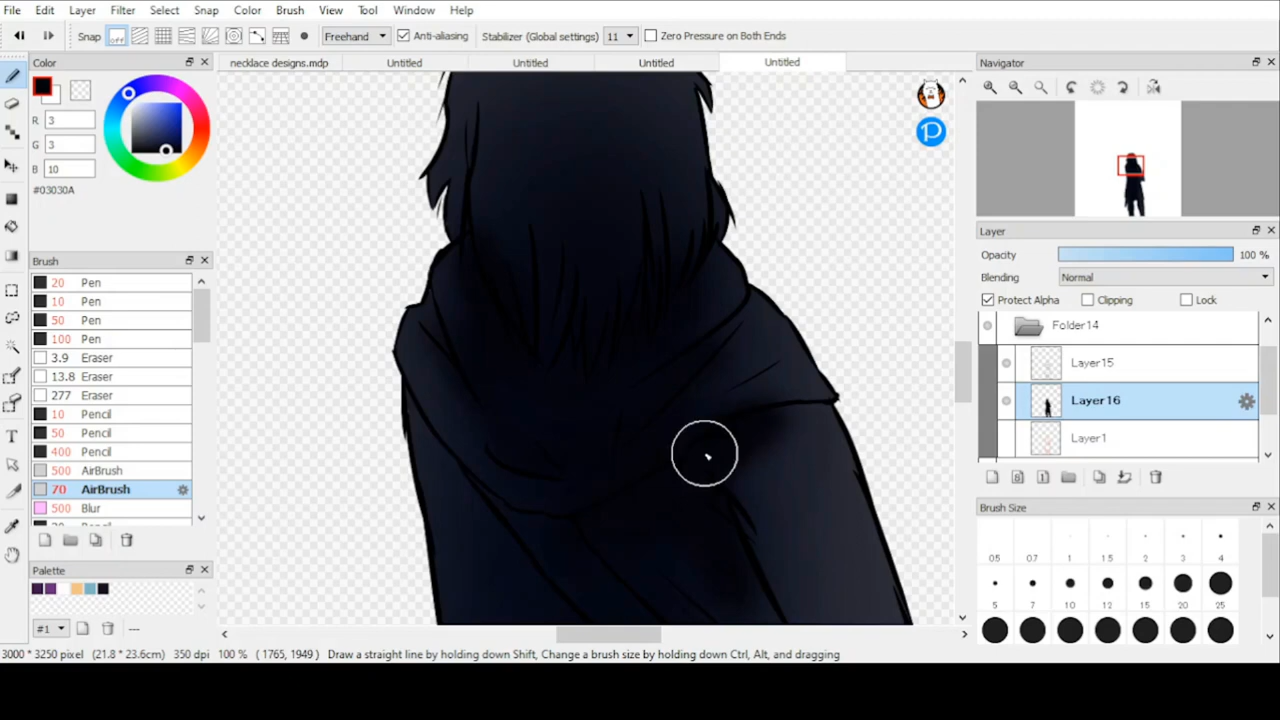 File Edit Layer Filter Select Snap Color Brush View Tool Window Help
Snap off Freehand Anti-aliasing Stabilizer (Global settings) 11 Zero Pressure on Both Ends
Color
R 3
G 3
B 10
#03030A
Brush
20 Pen
10 Pen
50 Pen
100 Pen
3.9 Eraser
13.8 Eraser
277 Eraser
10 Pencil
50 Pencil
400 Pencil
500 AirBrush
70 AirBrush
500 Blur
Palette
#1 ---
necklace designs.mdp Untitled Untitled Untitled Untitled
Navigator
Layer
Opacity 100 %
Blending Normal
Protect Alpha Clipping Lock
Folder14
Layer15
Layer16
Layer1
Brush Size
0.5 0.7 1 1.5 2 3 4
5 7 10 12 15 20 25
3000 * 3250 pixel (21.8 * 23.6cm) 350 dpi 100 % ( 1765, 1949 ) Draw a straight line by holding down Shift, Change a brush size by holding down Ctrl, Alt, and dragging